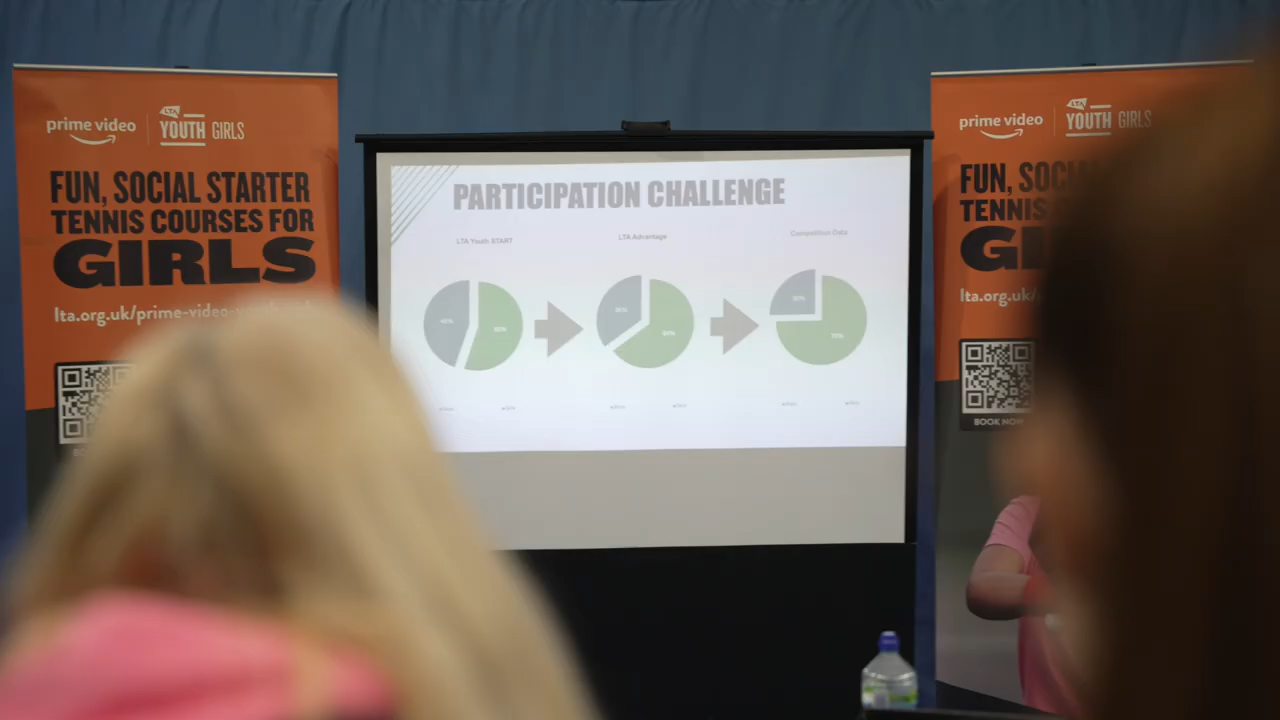 prime video
LTA
YOUTH GIRLS
FUN, SOCIAL STARTER
TENNIS COURSES FOR
GIRLS
lta.org.uk/prime-video-
PARTICIPATION CHALLENGE
LTA Youth START
LTA Advantage
Competition Data
prime video
LTA
YOUTH GIRLS
FUN,
TENNIS
lta.org.uk/
BOOK NOW